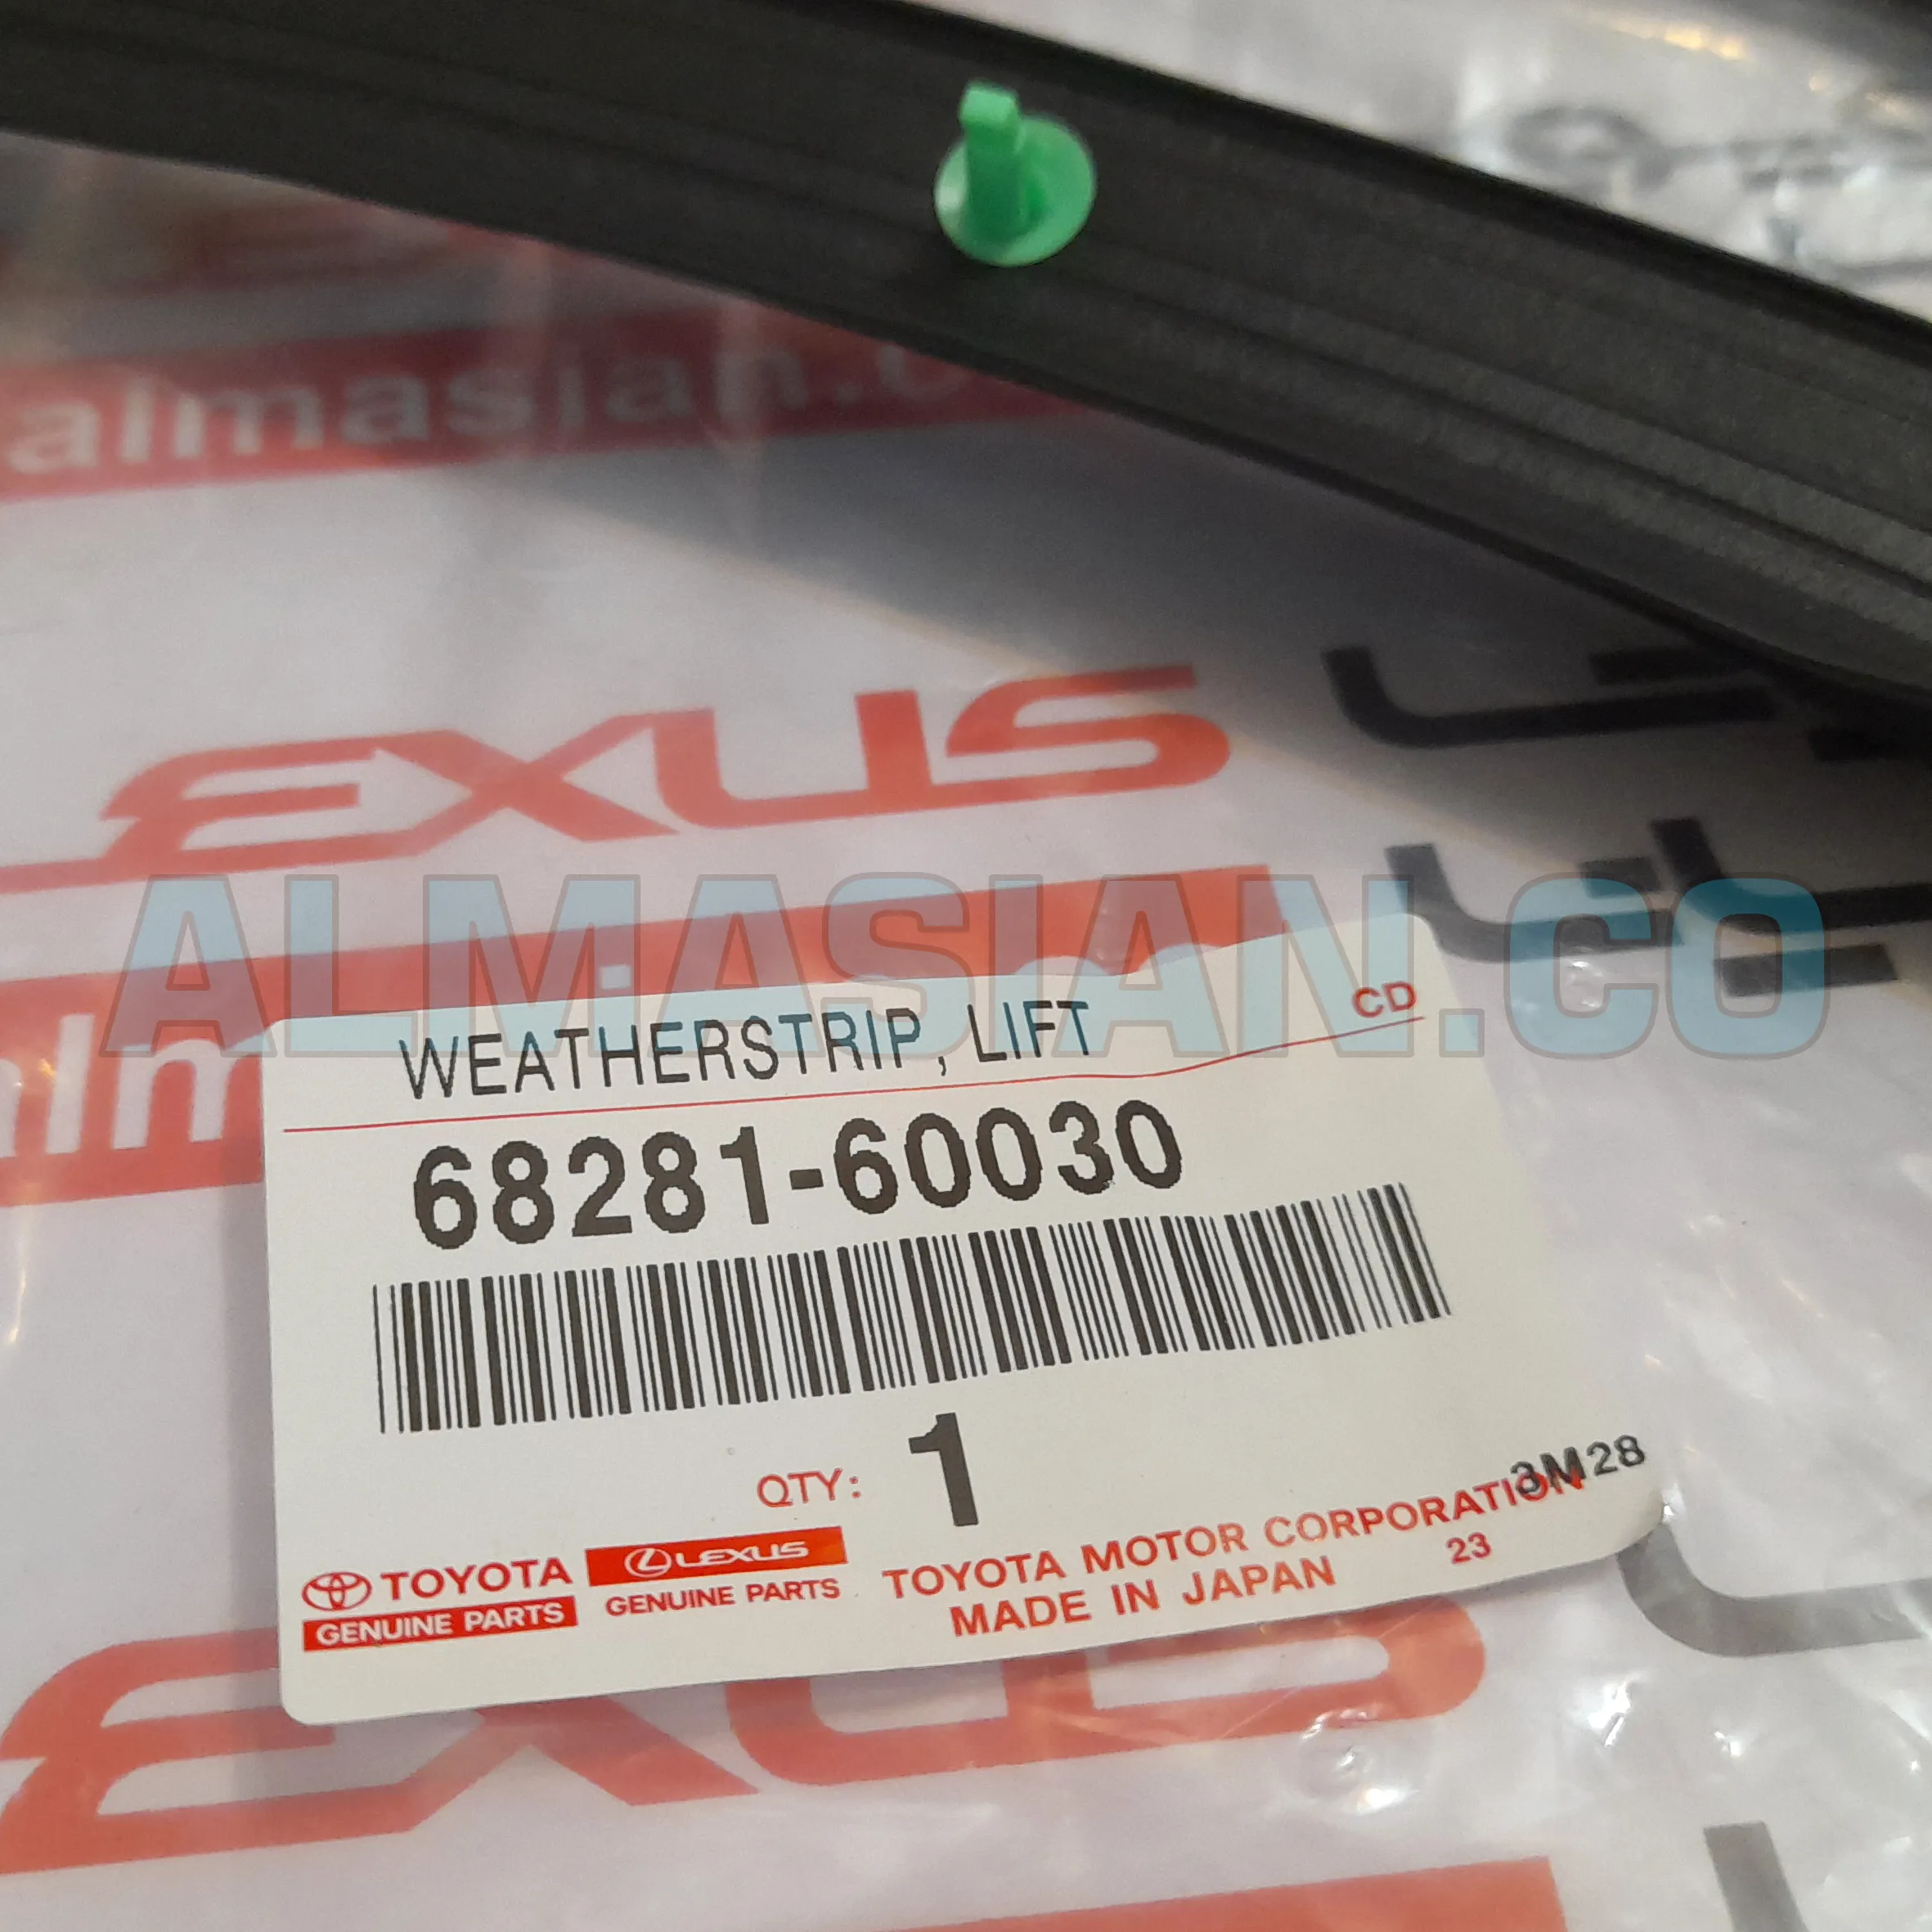 almasian.c
LEXUS
ALMASIAN.CO
alm
WEATHERSTRIP, LIFT
CD
68281-60030
QTY: 1
3M28
TOYOTA
GENUINE PARTS
LEXUS
GENUINE PARTS
TOYOTA MOTOR CORPORATION
MADE IN JAPAN
23